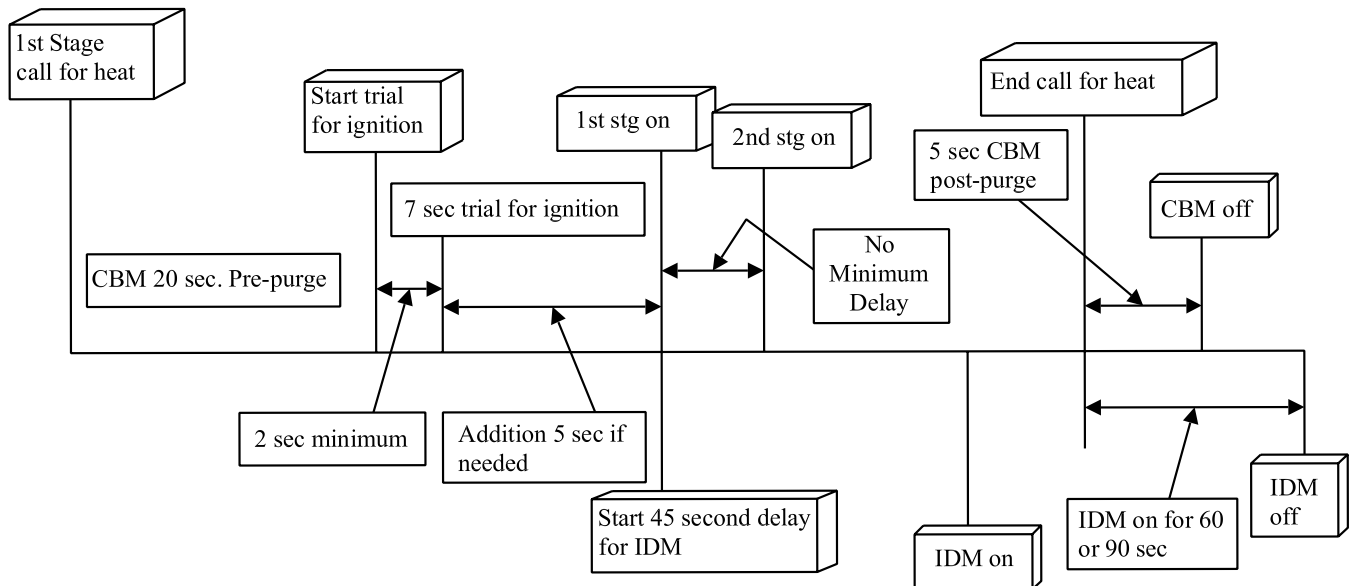 1st Stage
call for heat
Start trial
for ignition
1st stg on
2nd stg on
End call for heat
5 sec CBM
post-purge
7 sec trial for ignition
CBM off
CBM 20 sec. Pre-purge
No
Minimum
Delay
2 sec minimum
Addition 5 sec if
needed
Start 45 second delay
for IDM
IDM on
IDM on for 60
or 90 sec
IDM
off